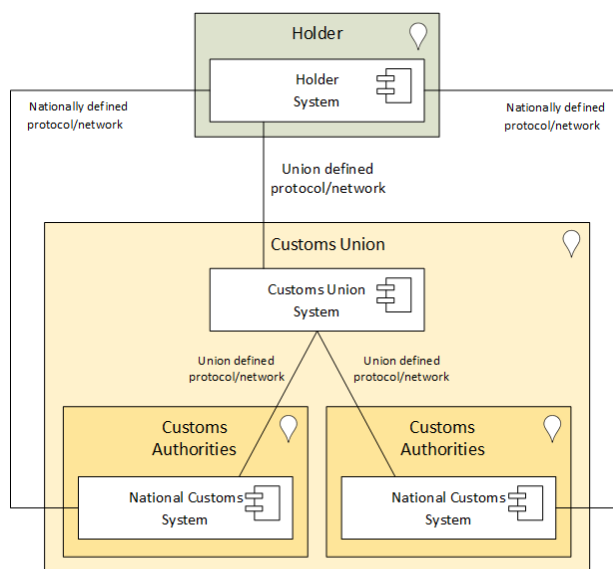 Holder
Holder
System
Nationally defined
protocol/network
Nationally defined
protocol/network
Union defined
protocol/network
Customs Union
Customs Union
System
Union defined
protocol/network
Union defined
protocol/network
Customs
Authorities
Customs
Authorities
National Customs
System
National Customs
System